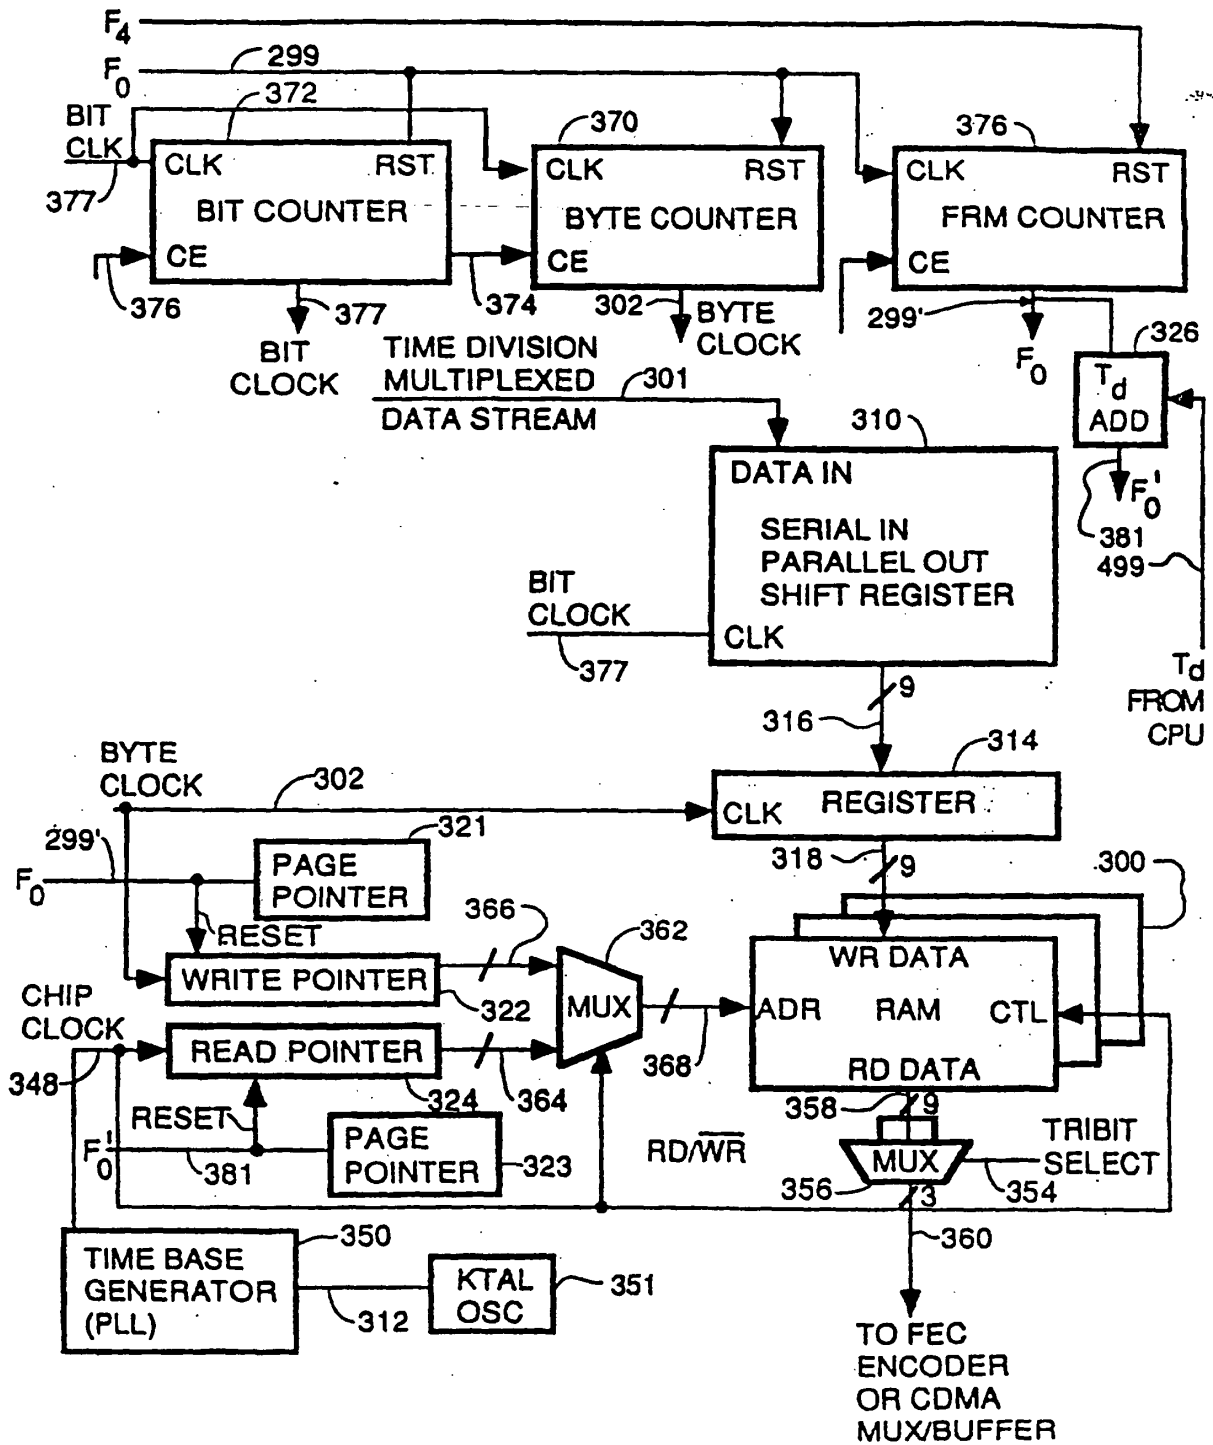 F4
F0
299
372
BIT
CLK
370
376
CLK
RST
CLK
RST
CLK
RST
377
BIT COUNTER
BYTE COUNTER
FRM COUNTER
CE
CE
CE
376
377
374
302
BYTE
CLOCK
299'
326
BIT
CLOCK
F0
TIME DIVISION
MULTIPLEXED
DATA STREAM
301
Td
ADD
310
DATA IN
F0'
SERIAL IN
PARALLEL OUT
SHIFT REGISTER
381
499
BIT
CLOCK
CLK
377
9
316
Td
FROM
CPU
314
BYTE
CLOCK
302
CLK
REGISTER
321
299'
318
9
300
F0
PAGE
POINTER
366
362
RESET
WR DATA
WRITE POINTER
322
MUX
ADR
RAM
CTL
CHIP
CLOCK
READ POINTER
348
324
364
368
RD DATA
358
9
RESET
F0'
381
PAGE
POINTER
323
RD/W̅R̅
MUX
TRIBIT
SELECT
356
354
3
350
360
TIME BASE
GENERATOR
(PLL)
312
KTAL
OSC
351
TO FEC
ENCODER
OR CDMA
MUX/BUFFER